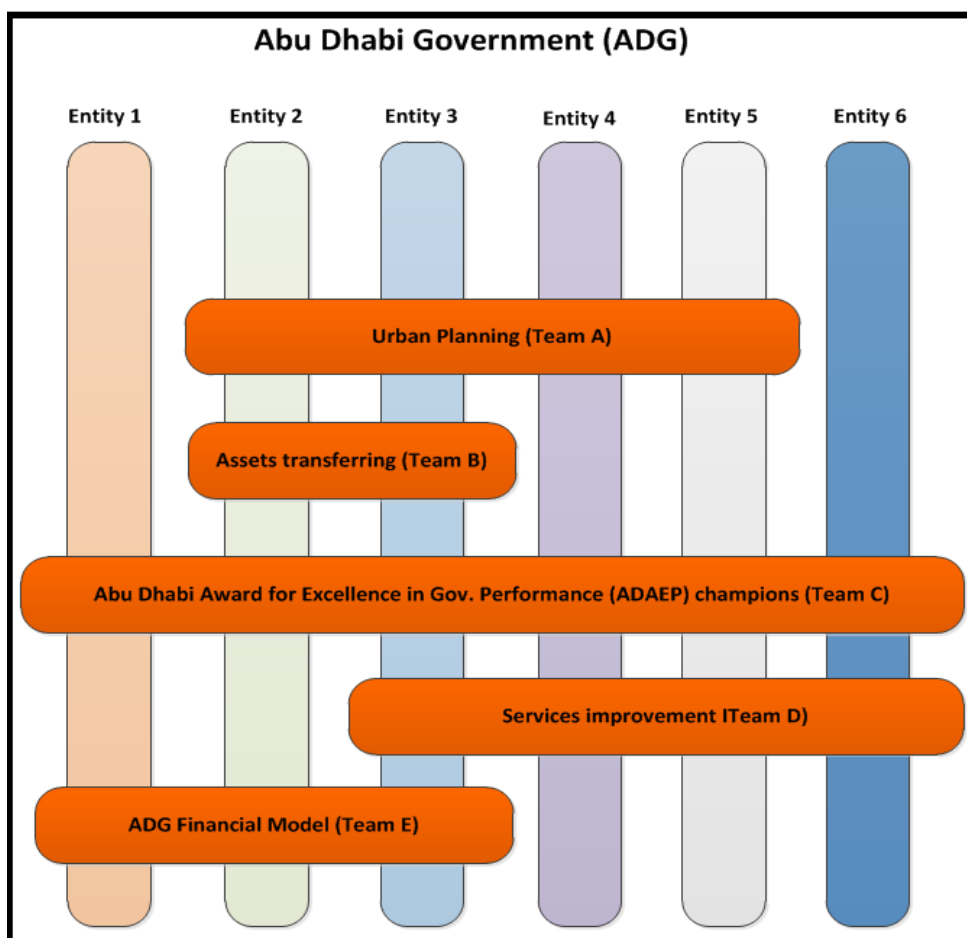 Abu Dhabi Government (ADG)
Entity 1
Entity 2
Entity 3
Entity 4
Entity 5
Entity 6
Urban Planning (Team A)
Assets transferring (Team B)
Abu Dhabi Award for Excellence in Gov. Performance (ADAEP) champions (Team C)
Services improvement ITeam D)
ADG Financial Model (Team E)